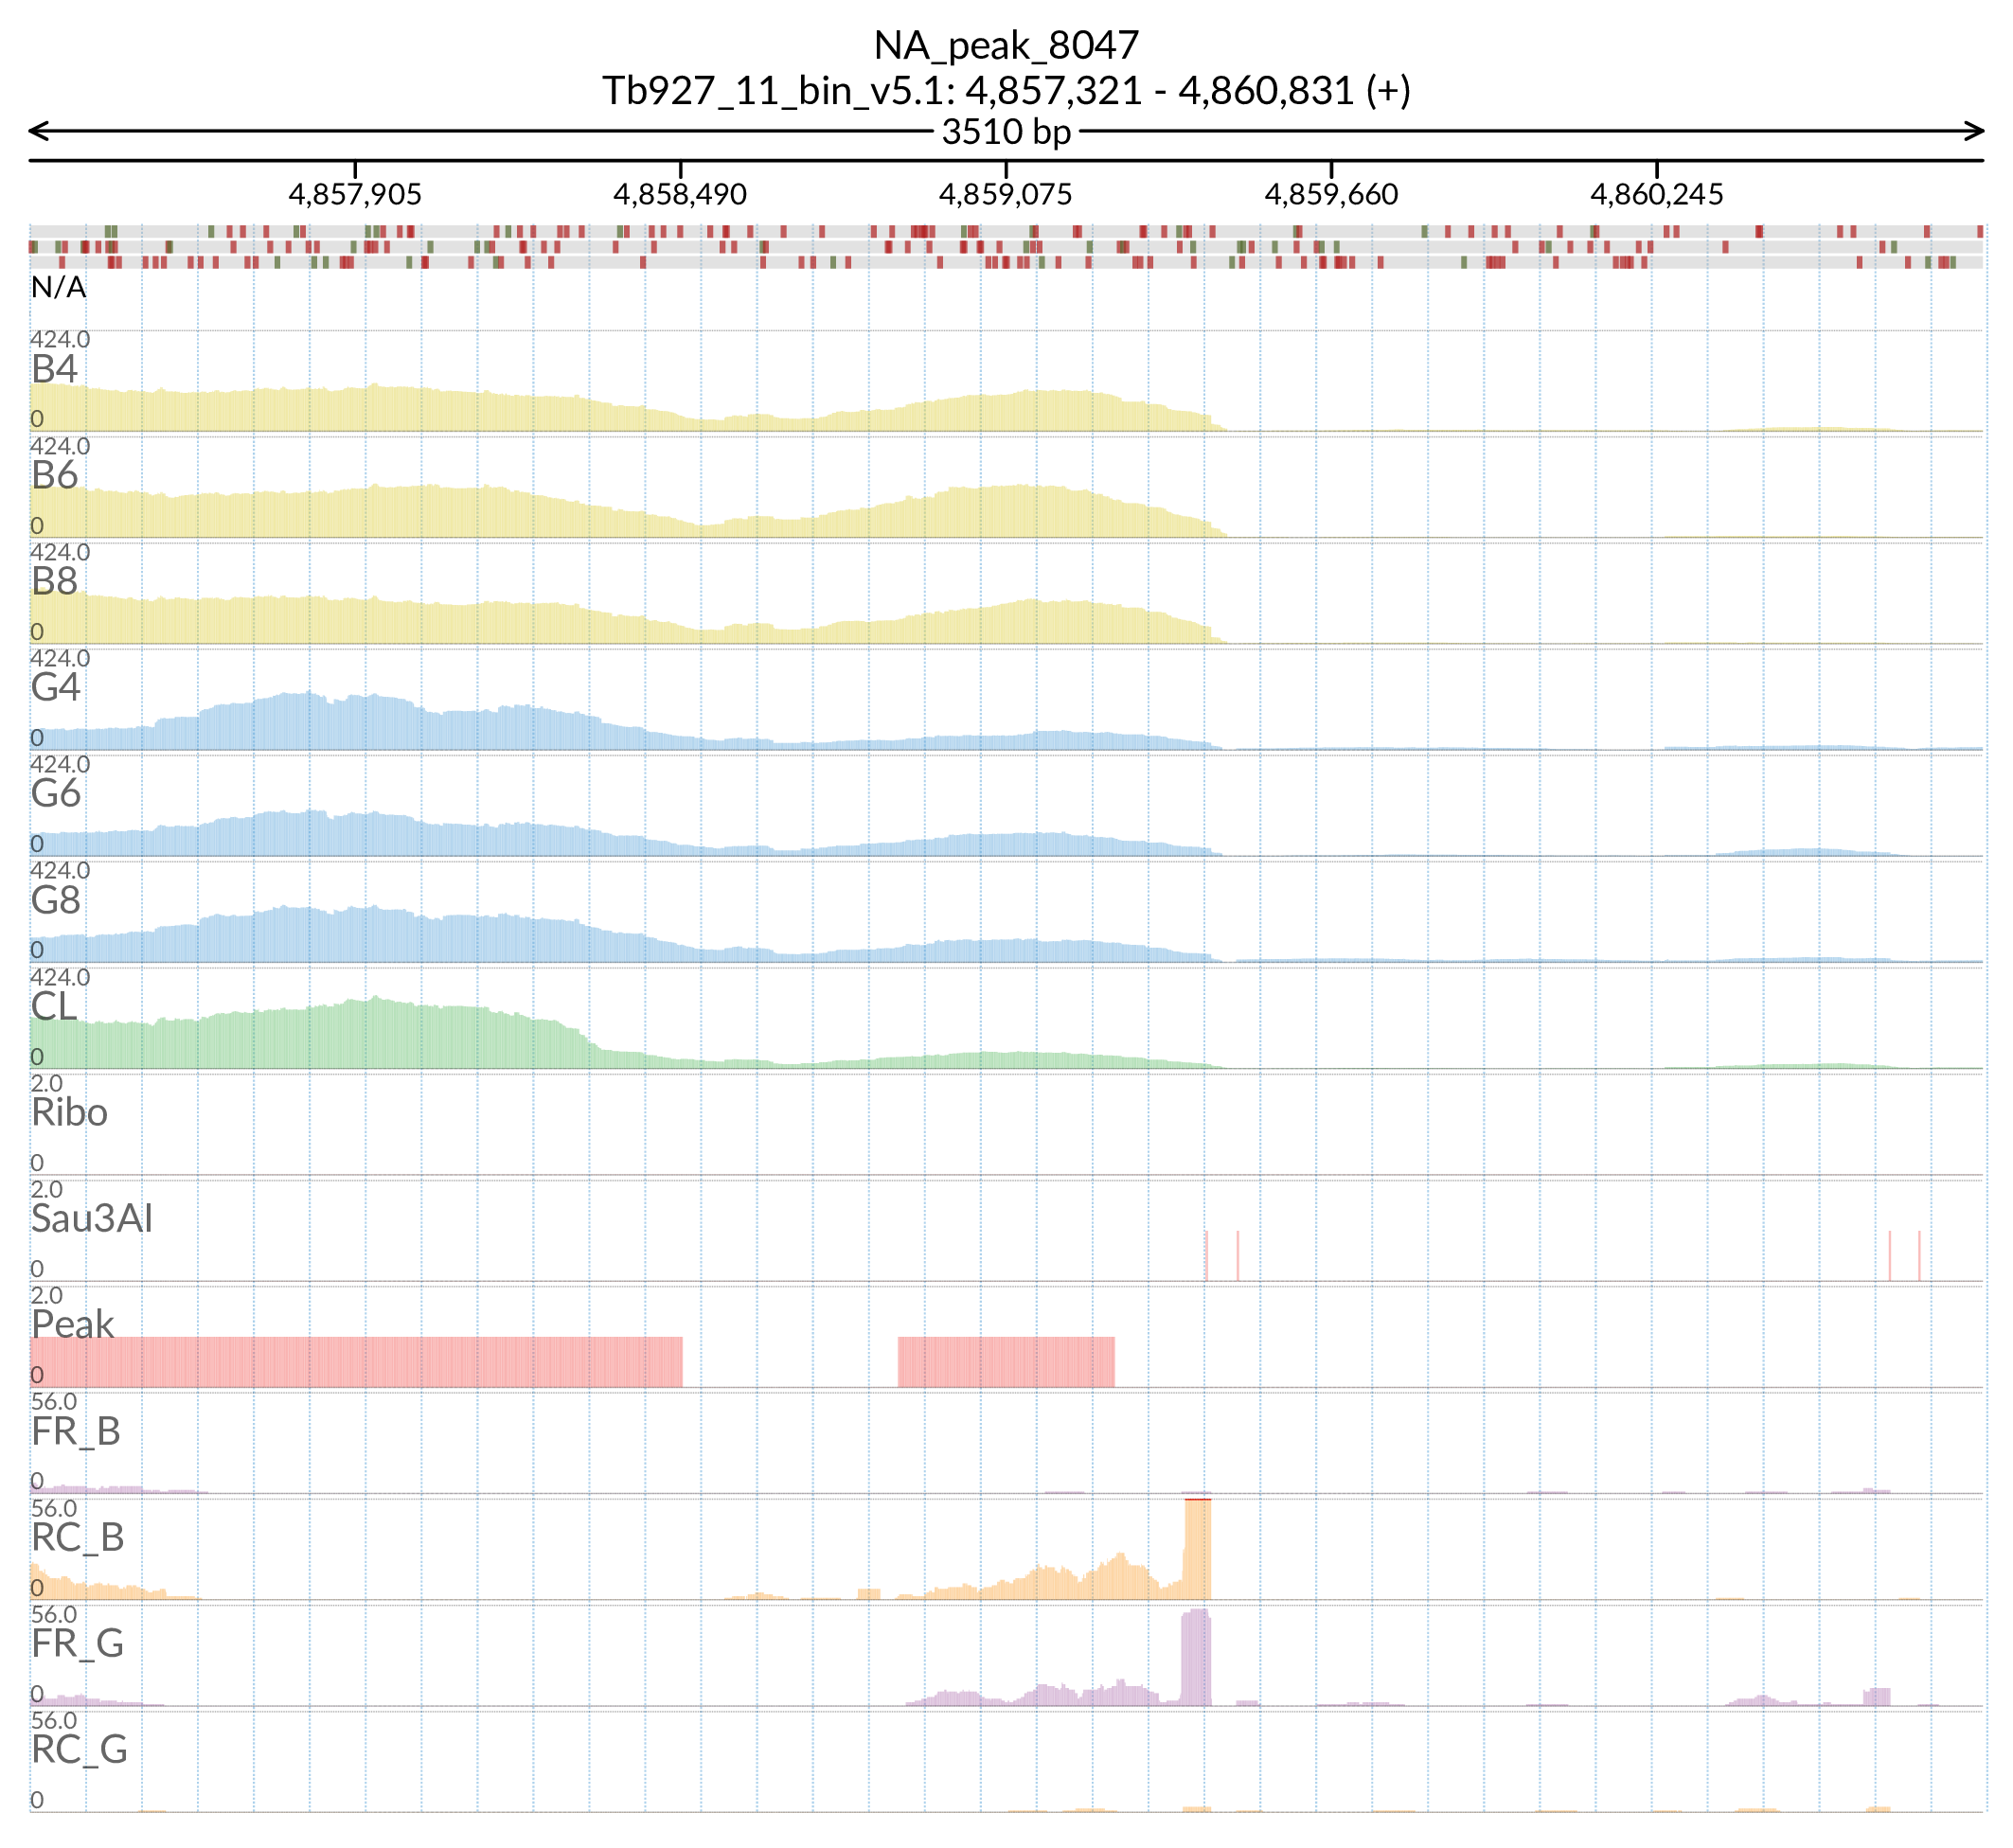 NA_peak_8047
Tb927_11_bin_v5.1: 4,857,321 - 4,860,831 (+)
3510 bp
4,857,905 4,858,490 4,859,075 4,859,660 4,860,245
N/A
424.0
B4
0
424.0
B6
0
424.0
B8
0
424.0
G4
0
424.0
G6
0
424.0
G8
0
424.0
CL
0
2.0
Ribo
0
2.0
Sau3AI
0
2.0
Peak
0
56.0
FR_B
0
56.0
RC_B
0
56.0
FR_G
0
56.0
RC_G
0